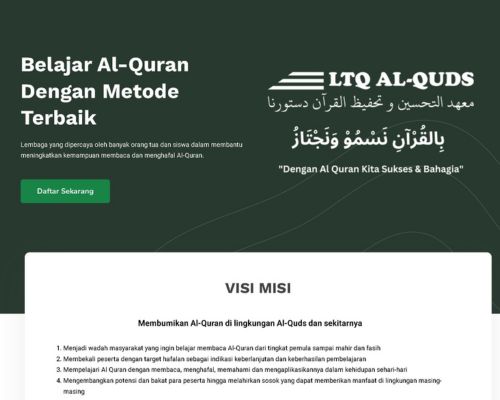 Belajar Al-Quran
Dengan Metode
Terbaik
Lembaga yang dipercaya oleh banyak orang tua dan siswa dalam membantu
meningkatkan kemampuan membaca dan menghafal Al-Quran.
Daftar Sekarang
LTQ AL-QUDS
معهد التحسين و تحفيظ القرآن دستورنا
بِالقُرْآنِ نَسْمُوْ وَنَجْتَازُ
"Dengan Al Quran Kita Sukses & Bahagia"
VISI MISI
Membumikan Al-Quran di lingkungan Al-Quds dan sekitarnya
1. Menjadi wadah masyarakat yang ingin belajar membaca Al-Quran dari tingkat pemula sampai mahir dan fasih
2. Membekali peserta dengan target hafalan sebagai indikasi keberlanjutan dan keberhasilan pembelajaran
3. Mempelajari Al Quran dengan membaca, menghafal, memahami dan mengaplikasikannya dalam kehidupan sehari-hari
4. Mengembangkan potensi dan bakat para peserta hingga melahirkan sosok yang dapat memberikan manfaat di lingkungan masing-
masing